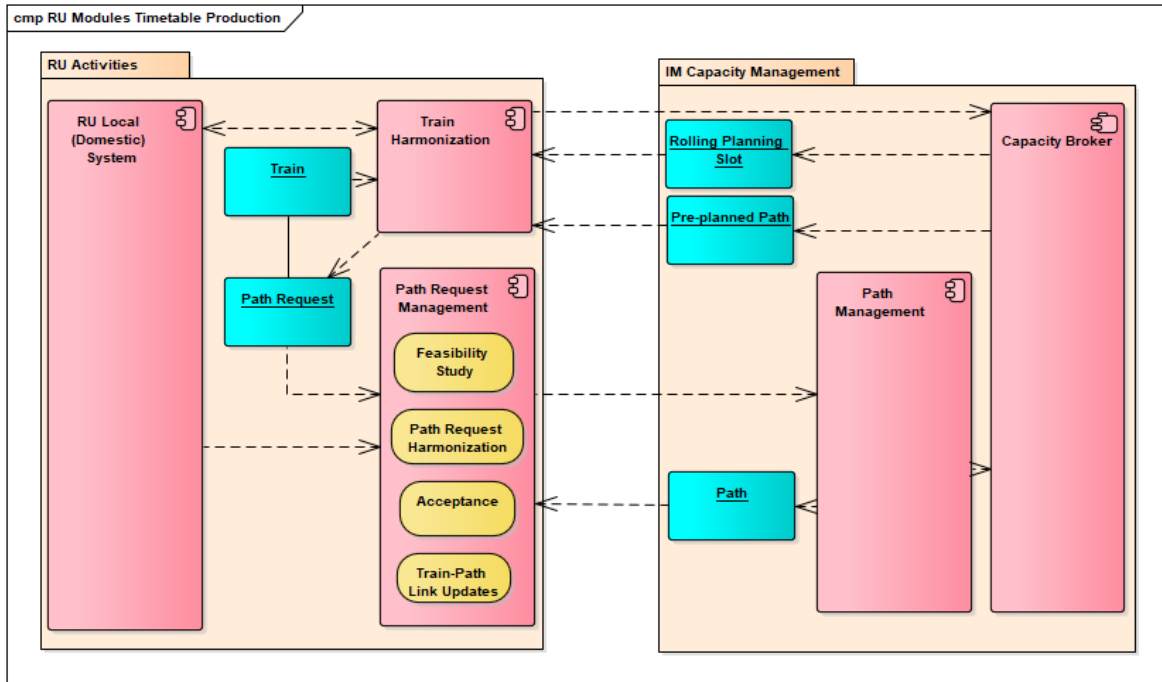 cmp RU Modules Timetable Production
RU Activities
RU Local
(Domestic)
System
Train
Harmonization
Train
Path Request
Path Request
Management
Feasibility
Study
Path Request
Harmonization
Acceptance
Train-Path
Link Updates
IM Capacity Management
Rolling Planning
Slot
Pre-planned Path
Capacity Broker
Path
Management
Path